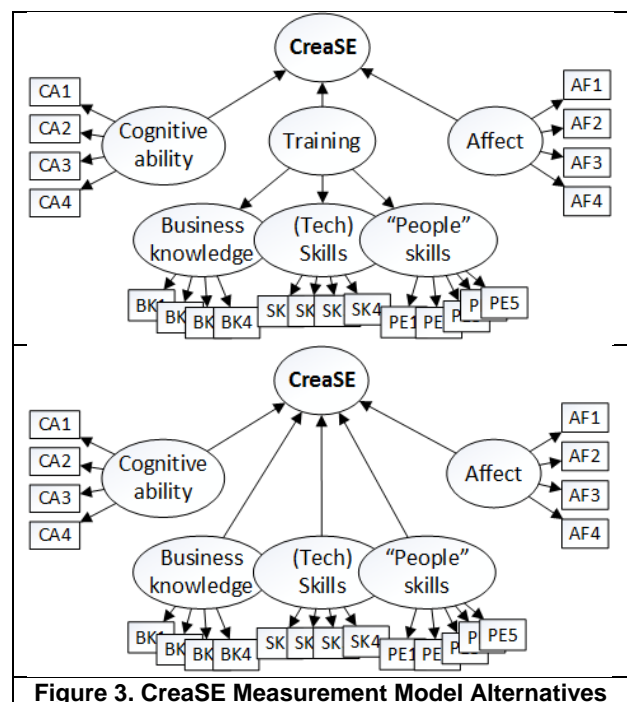 CreaSE
CA1
CA2
CA3
CA4
Cognitive
ability
Training
Affect
AF1
AF2
AF3
AF4
Business
knowledge
(Tech)
Skills
“People”
skills
BK
BK
BK
BK4
SK
SK
SK
SK4
PE1
PE
PE5
CreaSE
CA1
CA2
CA3
CA4
Cognitive
ability
Affect
AF1
AF2
AF3
AF4
Business
knowledge
(Tech)
Skills
“People”
skills
BK
BK
BK
BK4
SK
SK
SK
SK4
PE1
PE
PE5
Figure 3. CreaSE Measurement Model Alternatives